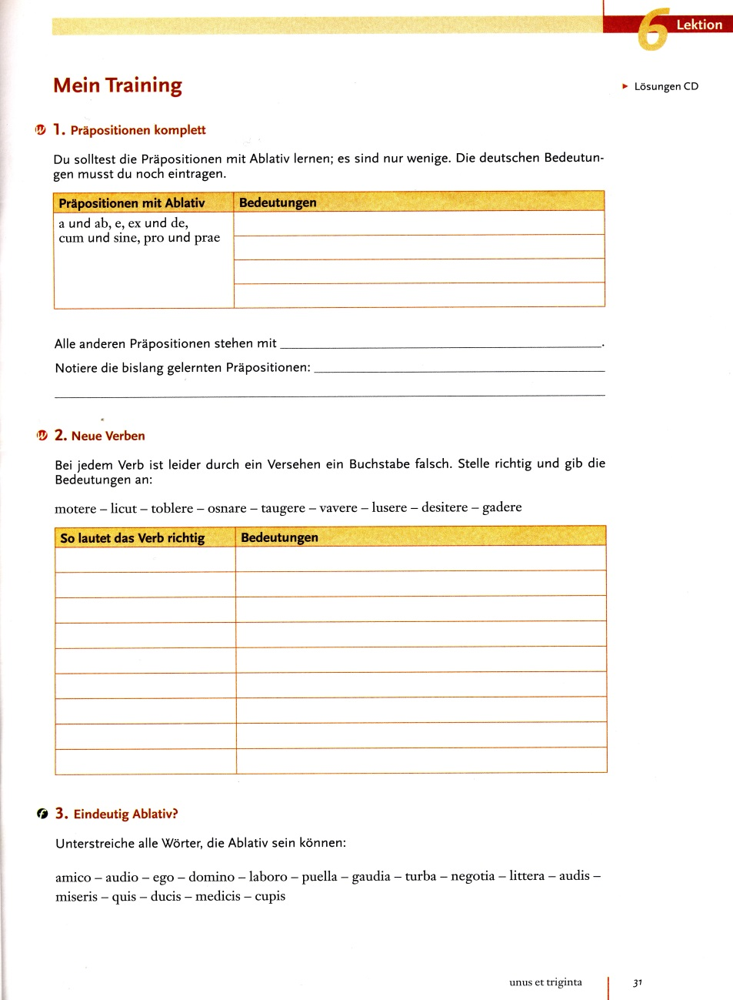 6 Lektion
Mein Training
► Lösungen CD
W 1. Präpositionen komplett
Du solltest die Präpositionen mit Ablativ lernen; es sind nur wenige. Die deutschen Bedeutun-
gen musst du noch eintragen.
Präpositionen mit Ablativ
Bedeutungen
a und ab, e, ex und de,
cum und sine, pro und prae
Alle anderen Präpositionen stehen mit ____.
Notiere die bislang gelernten Präpositionen: ____
W 2. Neue Verben
Bei jedem Verb ist leider durch ein Versehen ein Buchstabe falsch. Stelle richtig und gib die
Bedeutungen an:
motere – licut – toblere – osnare – taugere – vavere – lusere – desitere – gadere
So lautet das Verb richtig
Bedeutungen
F 3. Eindeutig Ablativ?
Unterstreiche alle Wörter, die Ablativ sein können:
amico – audio – ego – domino – laboro – puella – gaudia – turba – negotia – littera – audis –
miseris – quis – ducis – medicis – cupis
unus et triginta
31